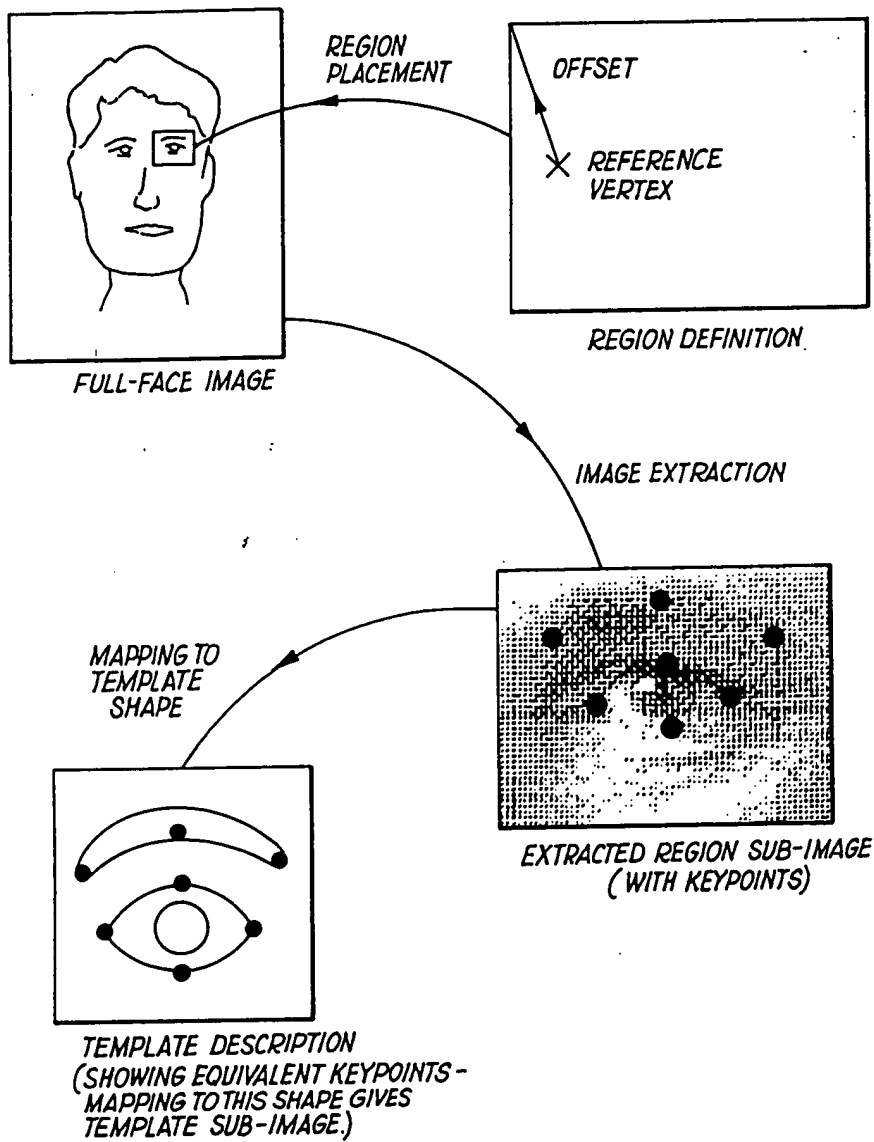 REGION
PLACEMENT
OFFSET
REFERENCE
VERTEX
REGION DEFINITION
FULL-FACE IMAGE
IMAGE EXTRACTION
MAPPING TO
TEMPLATE
SHAPE
EXTRACTED REGION SUB-IMAGE
(WITH KEYPOINTS)
TEMPLATE DESCRIPTION
(SHOWING EQUIVALENT KEYPOINTS -
MAPPING TO THIS SHAPE GIVES
TEMPLATE SUB-IMAGE.)